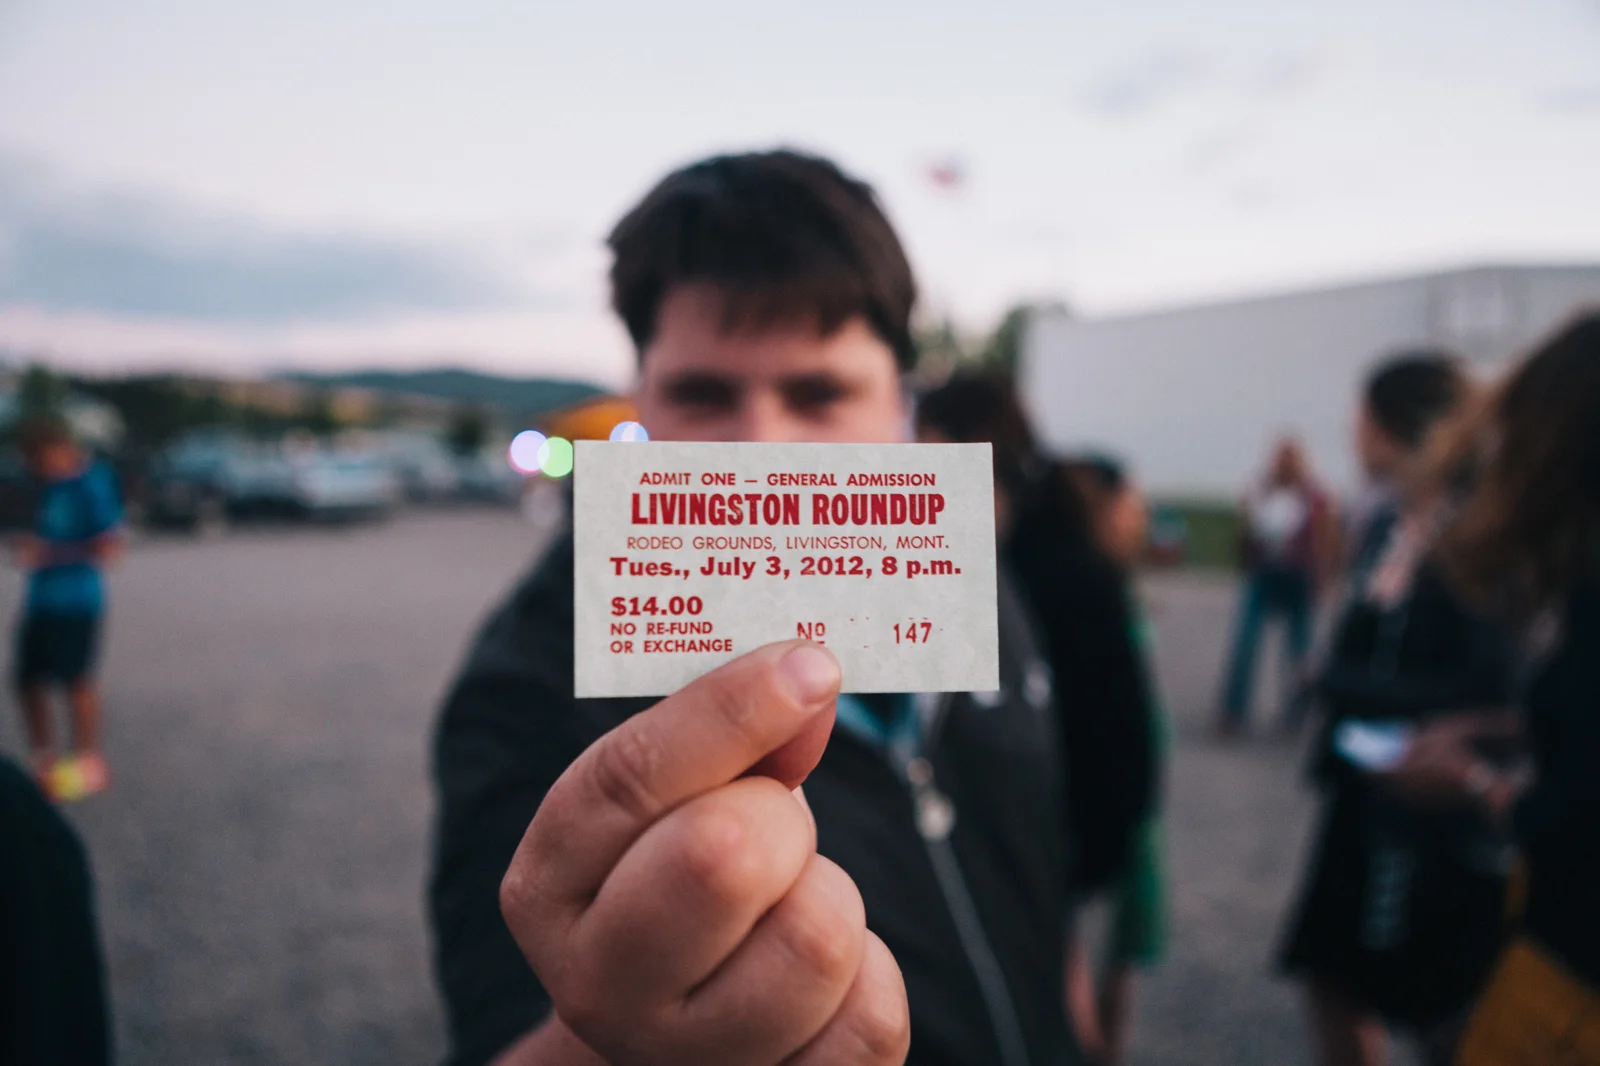 ADMIT ONE — GENERAL ADMISSION
LIVINGSTON ROUNDUP
RODEO GROUNDS, LIVINGSTON, MONT.
Tues., July 3, 2012, 8 p.m.
$14.00
NO RE-FUND
OR EXCHANGE
No 147